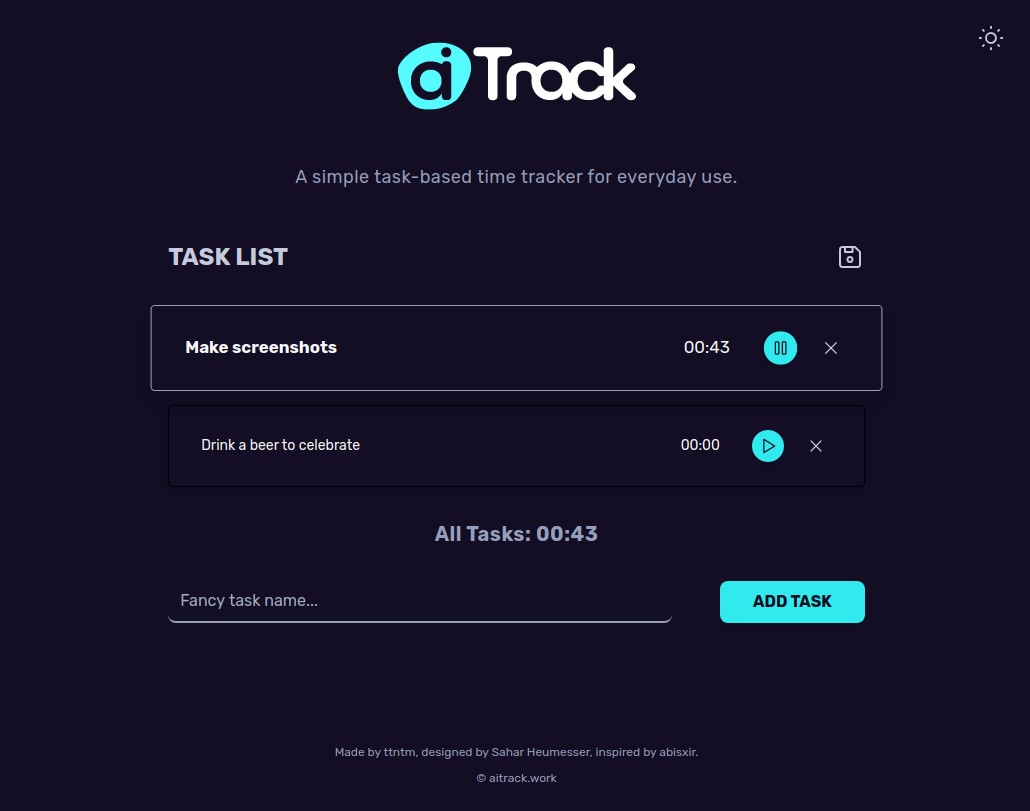 aiTrack
A simple task-based time tracker for everyday use.
TASK LIST
Make screenshots 00:43
Drink a beer to celebrate 00:00
All Tasks: 00:43
Fancy task name... ADD TASK
Made by ttntm, designed by Sahar Heumesser, inspired by abisxir.
© aitrack.work